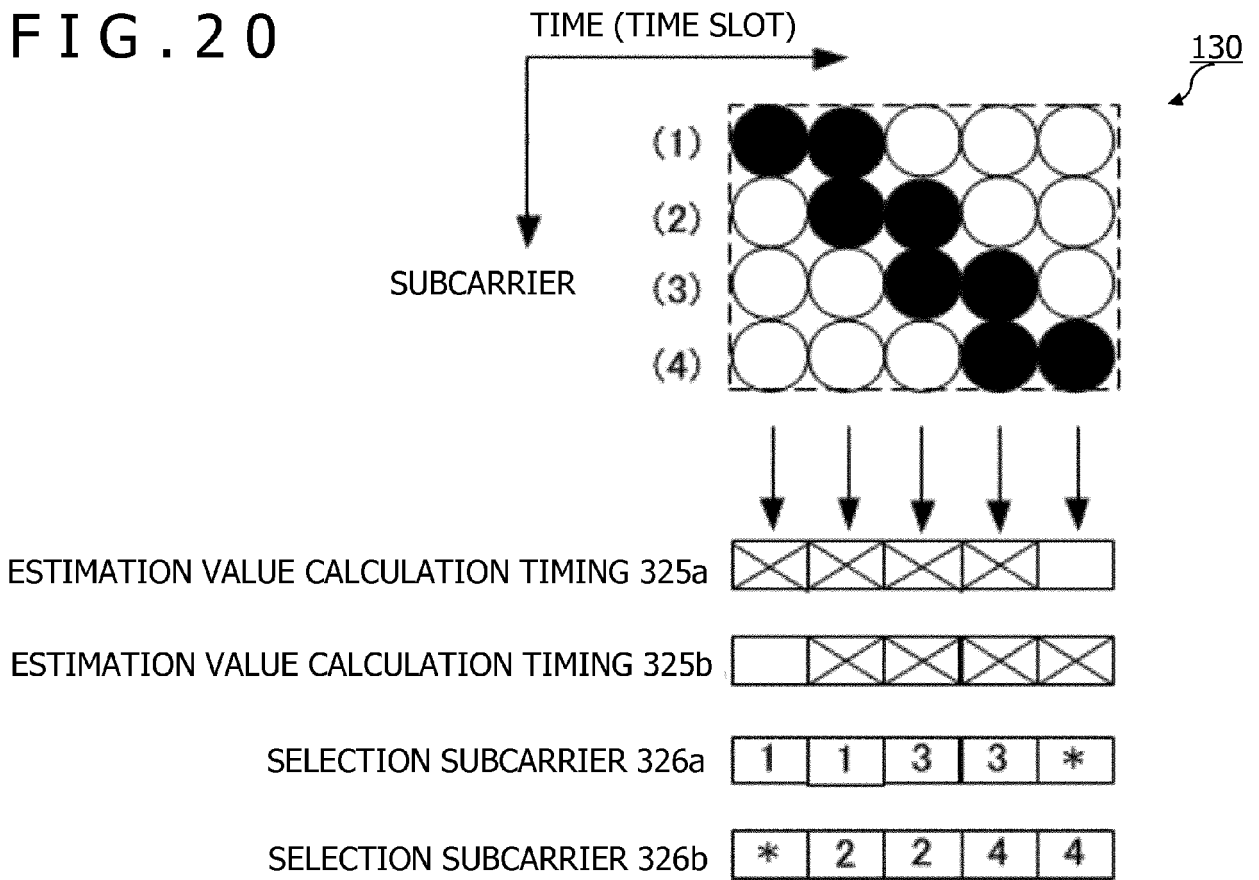 FIG.20
TIME (TIME SLOT)
130
(1)
(2)
SUBCARRIER
(3)
(4)
ESTIMATION VALUE CALCULATION TIMING 325a
ESTIMATION VALUE CALCULATION TIMING 325b
SELECTION SUBCARRIER 326a 1 1 3 3 *
SELECTION SUBCARRIER 326b * 2 2 4 4